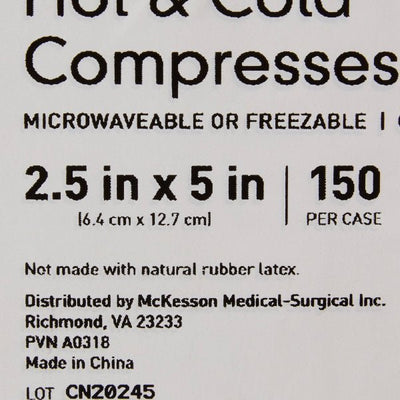 Hot & Cold
Compresses
MICROWAVEABLE OR FREEZABLE |
2.5 in x 5 in | 150
(6.4 cm x 12.7 cm) PER CASE
Not made with natural rubber latex.
Distributed by McKesson Medical-Surgical Inc.
Richmond, VA 23233
PVN A0318
Made in China
LOT CN20245